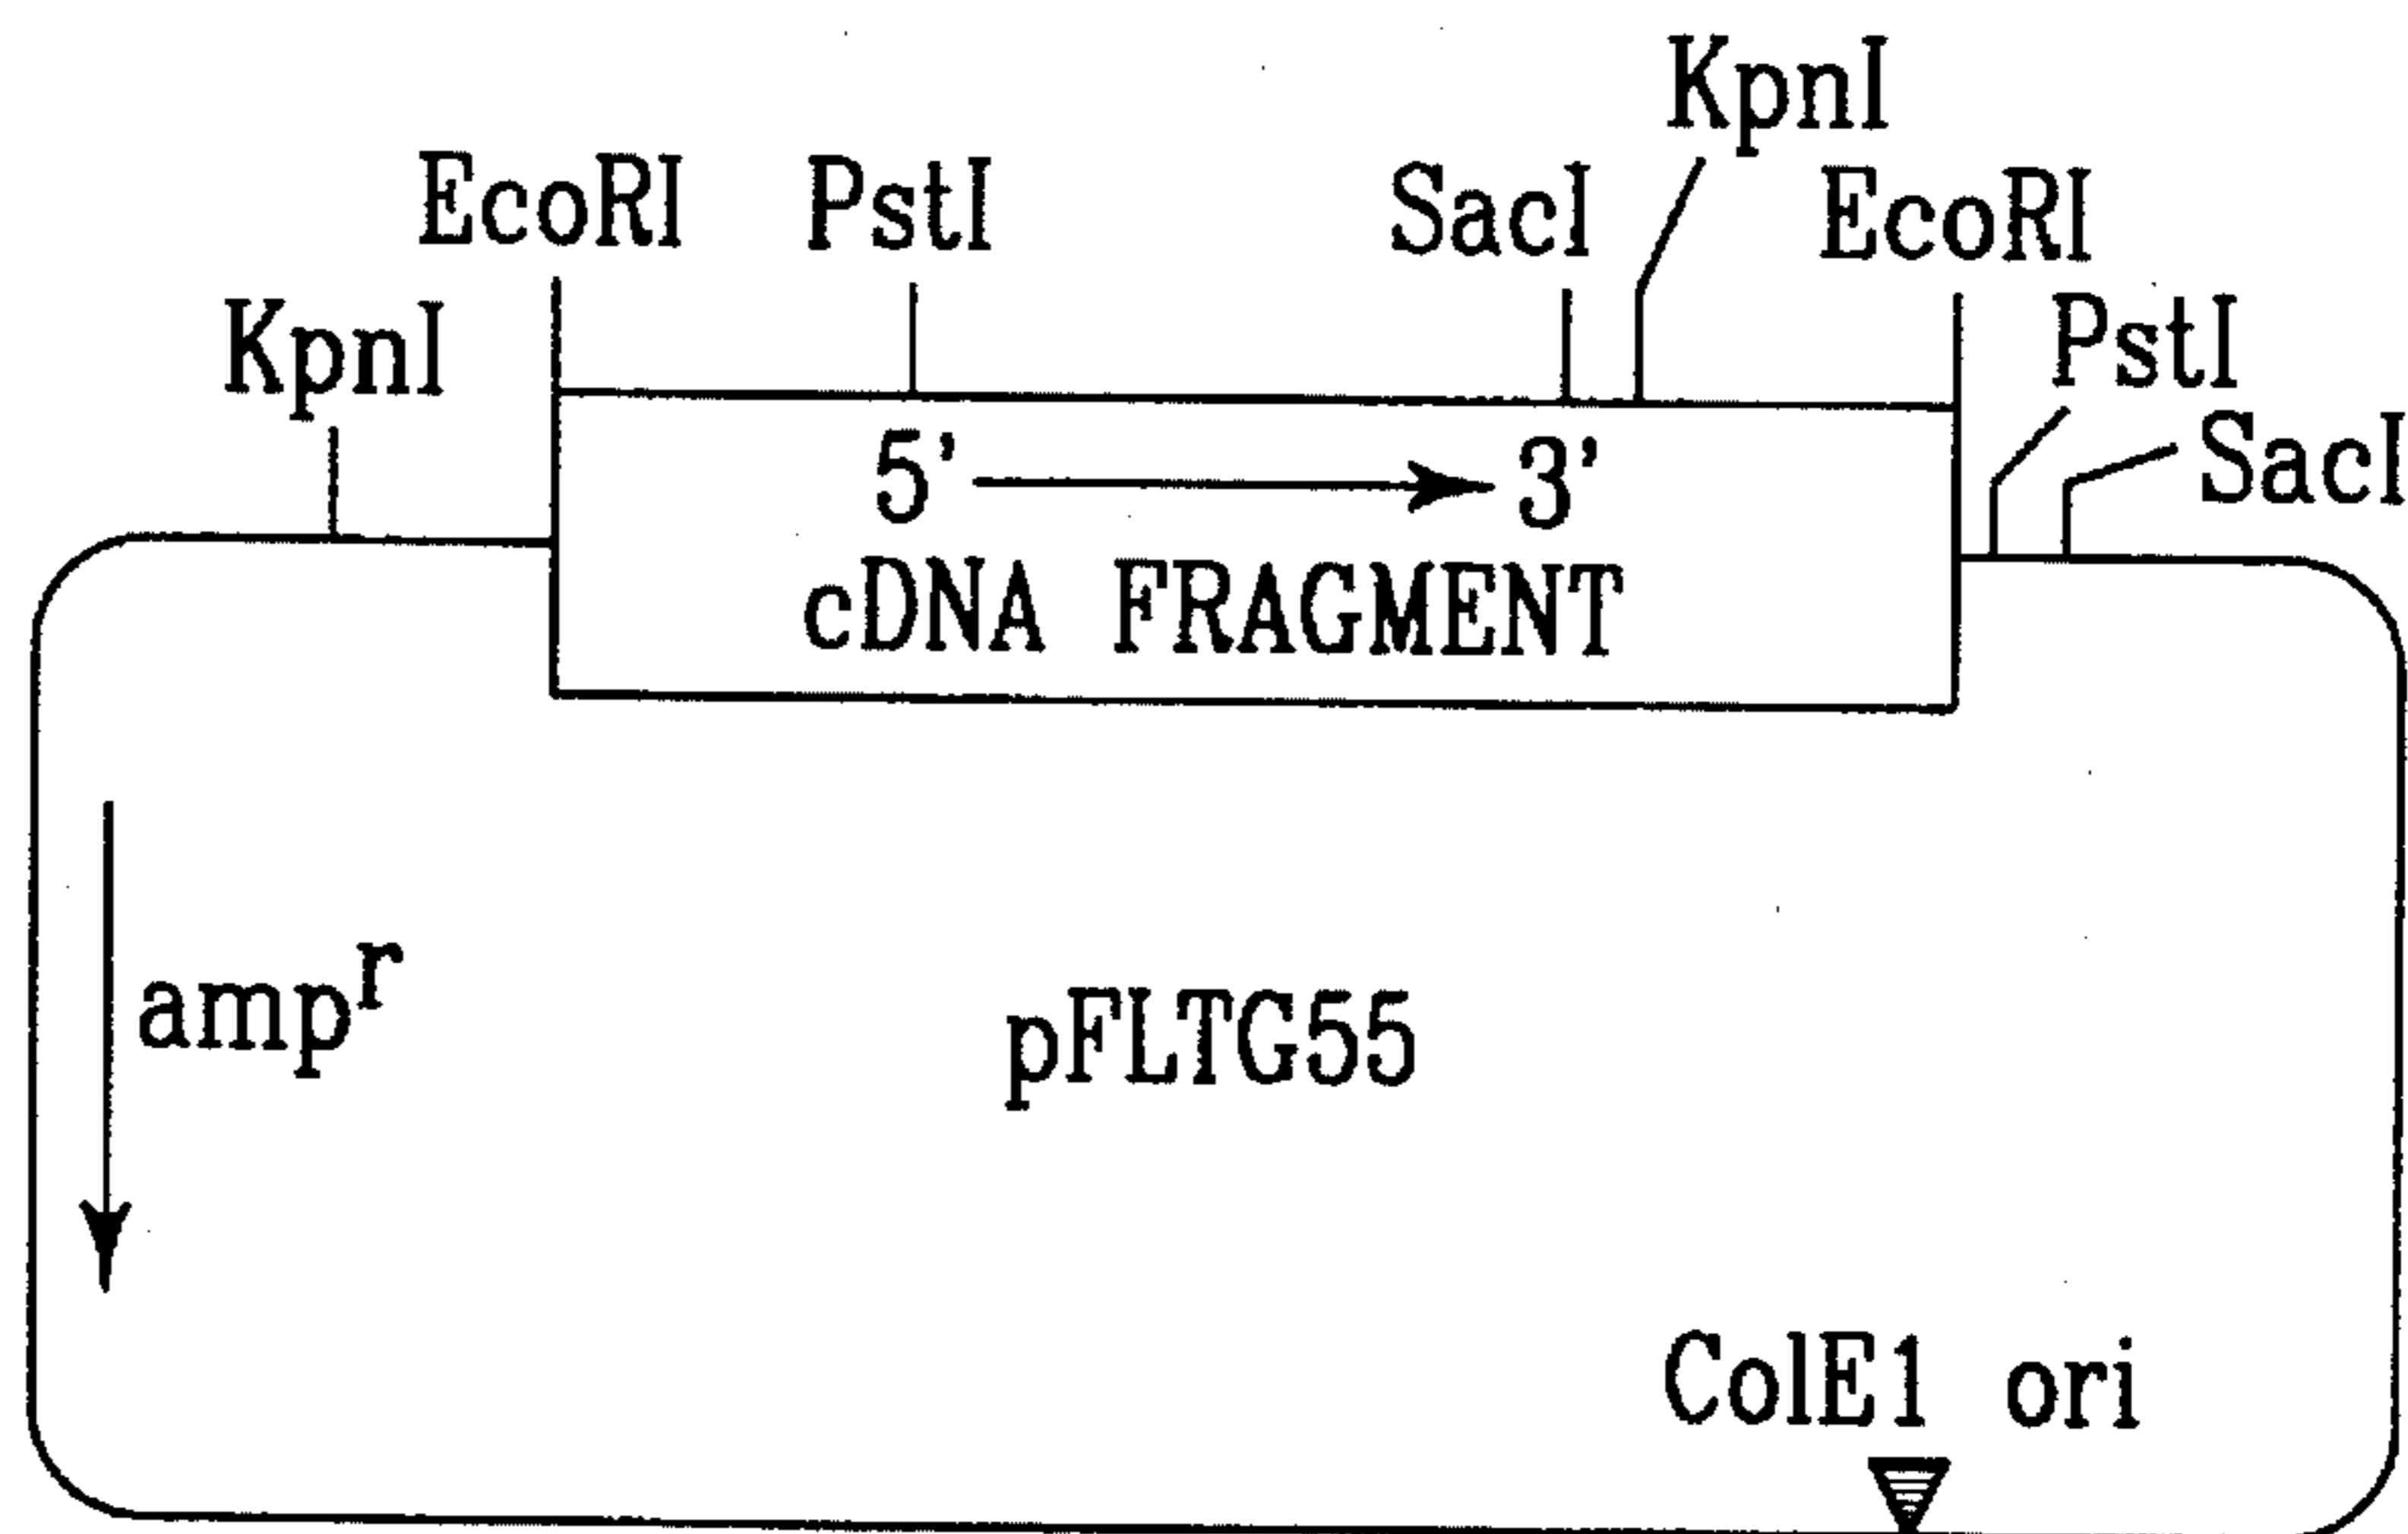 KpnI
EcoRI PstI
SacI
EcoRI
KpnI
PstI
SacI
5' 3'
cDNA FRAGMENT
amp^r
pFLTG55
ColE1 ori